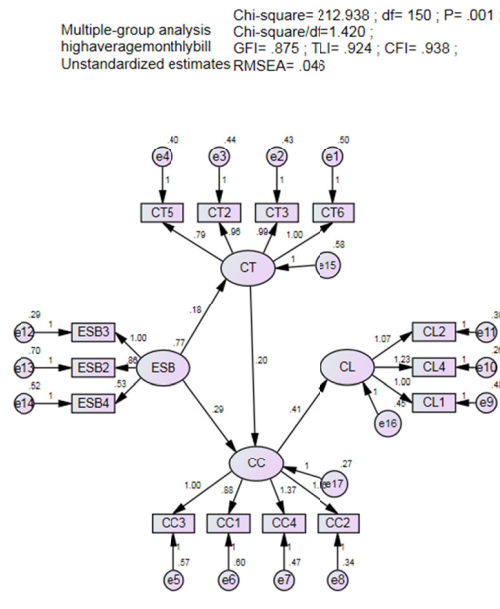 Chi-square= 212.938 ; df= 150 ; P= .001 ;
Multiple-group analysis Chi-square/df=1.420 ;
highaveragemonthlybill GFI= .875 ; TLI= .924 ; CFI= .938 ;
Unstandardized estimates RMSEA= .046
.40 .44 .43 .50
e4 e3 e2 e1
1 1 1 1
CT5 CT2 CT3 CT6
.79 .96 .99 1.00
.58
CT 1 e15
.29
e12 1 ESB3
.18
.77
1.00
.70
e13 1 ESB2 .86
ESB
.52
e14 1 ESB4 .53
.20
CL2 1 e11
1.07
CL4 1 e10
1.23
CL
1.00 CL1 1 e9
.45
1
e16
.29
.41
CC
1 .27
e17
1.00 .88 1.37
CC3 CC1 CC4 CC2
1 1 1 1
.57 .60 .47 .34
e5 e6 e7 e8